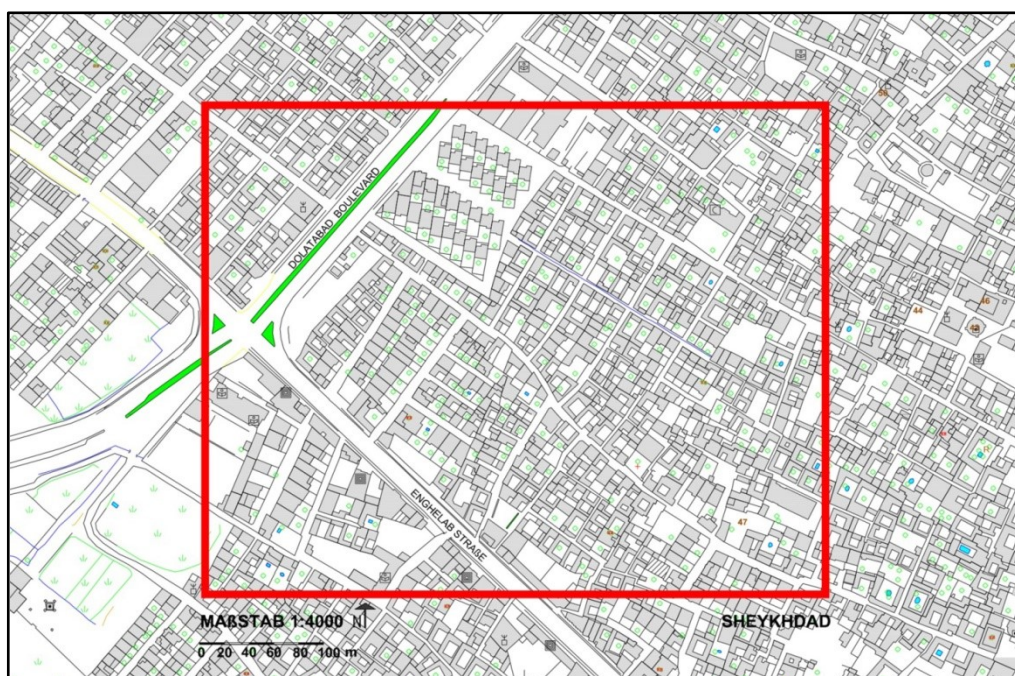 DOLATABAD BOULEVARD
44
46
47
ENGHELAB STRAßE
MAßSTAB 1:4000 N
SHEYKHDAD
0 20 40 60 80 100 m